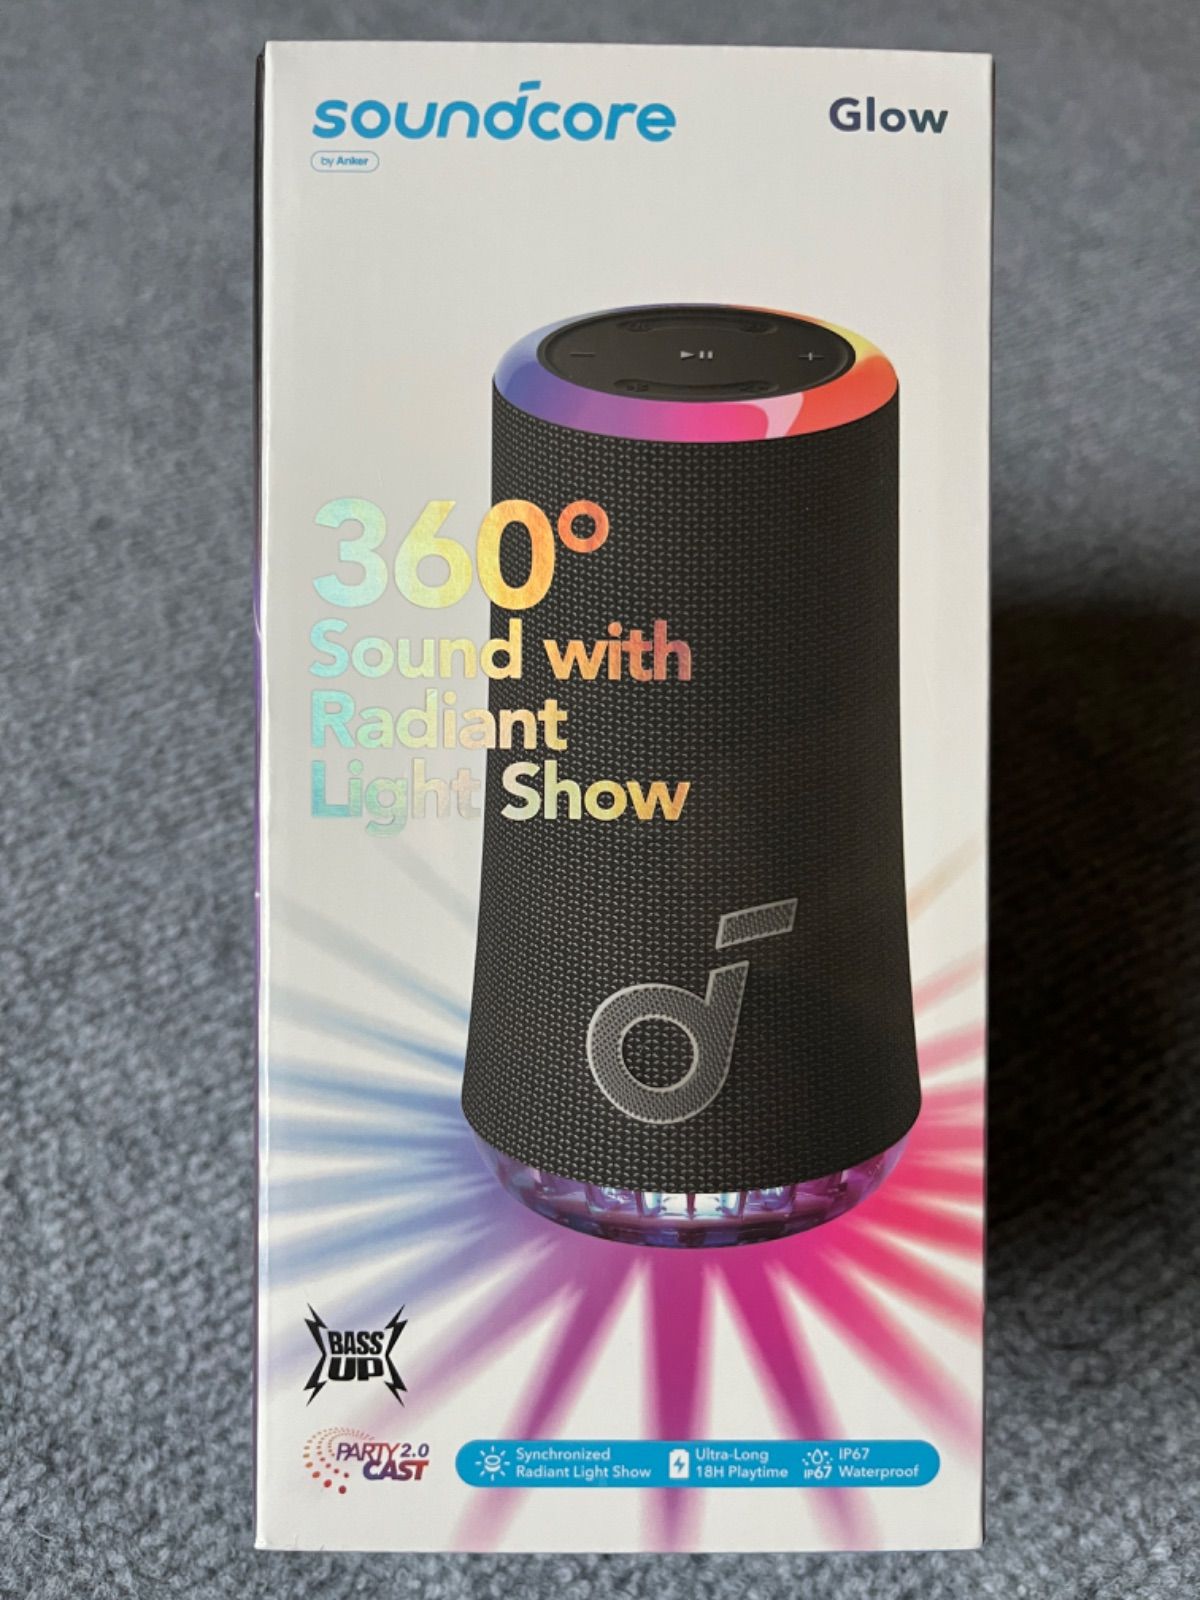 soundcore
Glow
by Anker
360°
Sound with
Radiant
Light Show
BASS
UP
PARTY 2.0
CAST
Synchronized
Radiant Light Show
Ultra-Long
18H Playtime
IP67
IP67
Waterproof